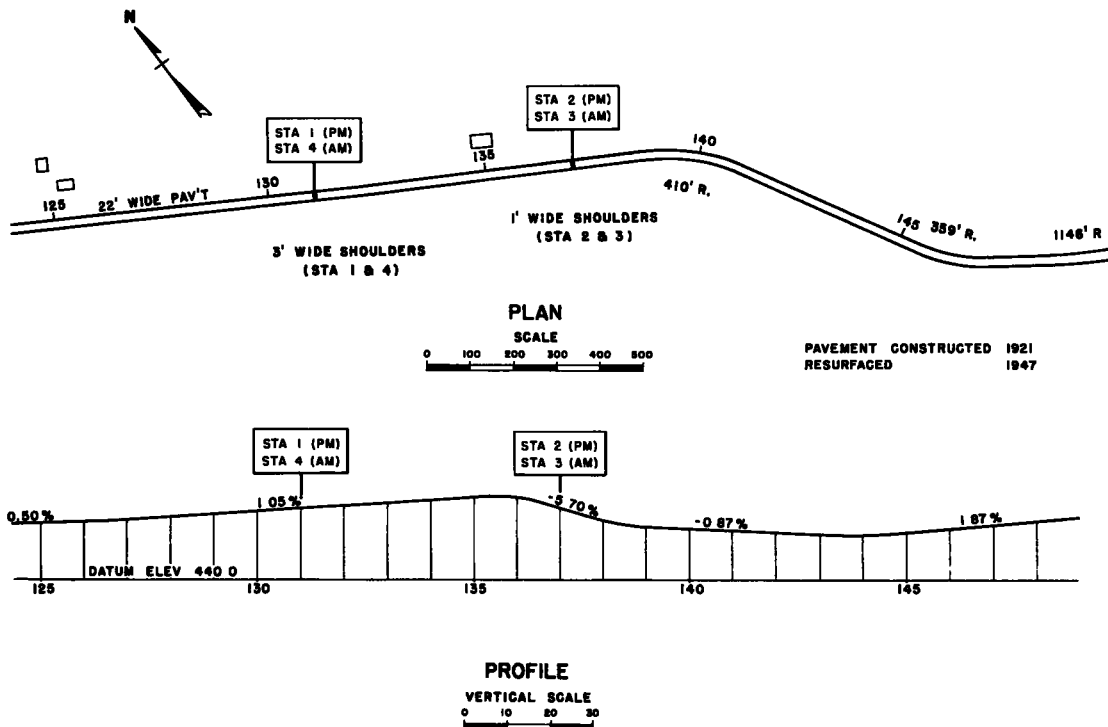 N
STA 2 (PM)
STA 3 (AM)
STA 1 (PM)
STA 4 (AM)
125
22' WIDE PAV'T
130
135
140
410' R.
145
359' R.
1146' R
3' WIDE SHOULDERS
(STA 1 & 4)
1' WIDE SHOULDERS
(STA 2 & 3)
PLAN
SCALE
0 100 200 300 400 500
PAVEMENT CONSTRUCTED 1921
RESURFACED 1947
STA 1 (PM)
STA 4 (AM)
STA 2 (PM)
STA 3 (AM)
0.50%
1 05%
-5 70%
-0 87%
1 87%
DATUM ELEV 440 0
125 130 135 140 145
PROFILE
VERTICAL SCALE
0 10 20 30